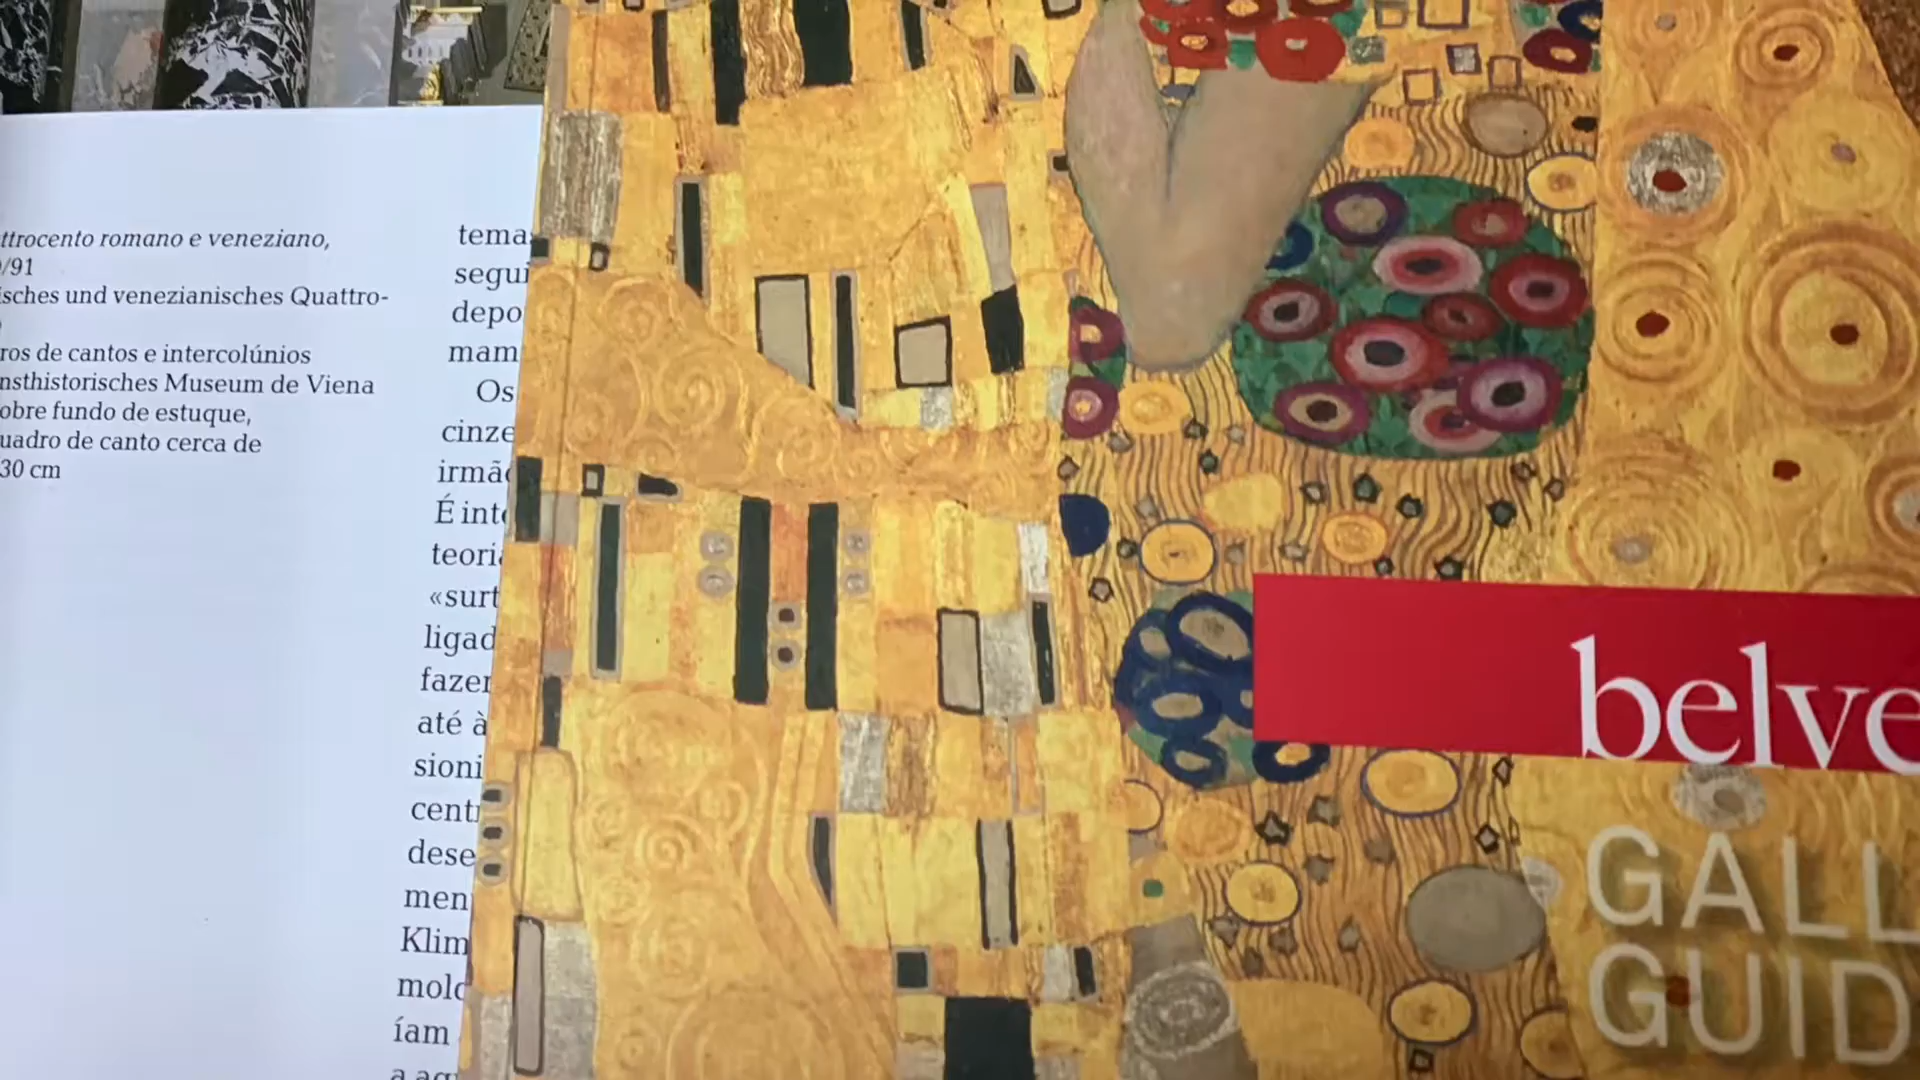 ttrocento romano e veneziano,
/91
isches und venezianisches Quattro-
ros de cantos e intercolúnios
nsthistorisches Museum de Viena
obre fundo de estuque,
uadro de canto cerca de
30 cm
tema
segui
depo
mam
Os
cinze
irmã
É int
teori
«surt
ligad
fazer
até à
sioni
cent
dese
men
Klim
mold
íam
a aq
belve
GALL
GUID